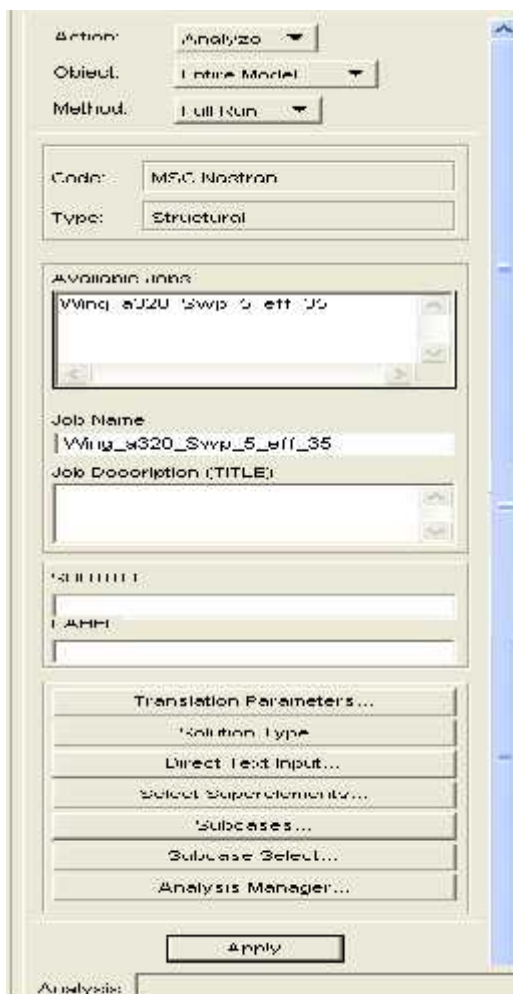 Action: Analyze
Object: Entire Model
Method: Full Run
Code: MSC.Nastran
Type: Structural
Available Jobs
Wing_a320_Swp_5_eff_35
Job Name
Wing_a320_Swp_5_eff_35
Job Description (TITLE)
SUBTITLE
LABEL
Translation Parameters...
Solution Type...
Direct Text Input...
Select Superelements...
Subcases...
Subcase Select...
Analysis Manager...
Apply
Analysis